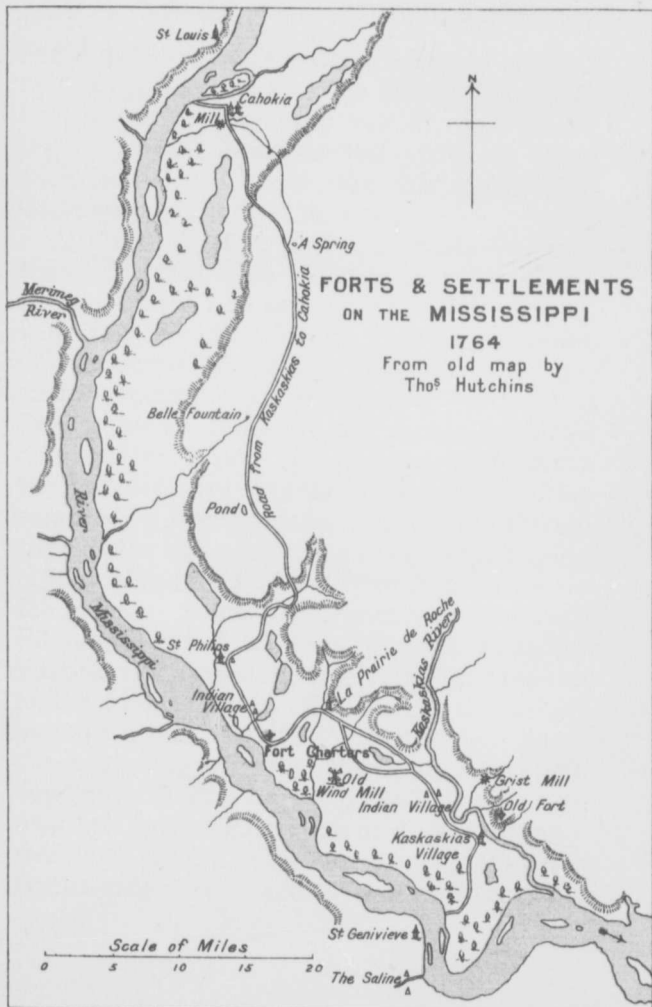 St. Louis
N
Cahokia
Mill
A Spring
FORTS & SETTLEMENTS
ON THE MISSISSIPPI
1764
From old map by
Thos Hutchins
Merimeg
River
Road from Kaskaskias to Cahokia
Belle Fountain
Pond
River
Mississippi
St Philips
La Prairie de Roche
Kaskaskias
River
Indian
Village
Fort Chatters
Old
Wind Mill
Grist Mill
Indian Village
Old Fort
Kaskaskias
Village
St Genivieve
Scale of Miles
0 5 10 15 20
The Saline